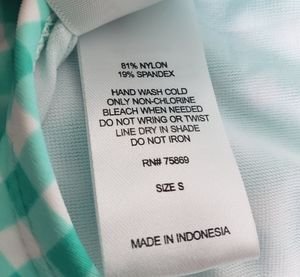 81% NYLON
19% SPANDEX
HAND WASH COLD
ONLY NON-CHLORINE
BLEACH WHEN NEEDED
DO NOT WRING OR TWIST
LINE DRY IN SHADE
DO NOT IRON
RN# 75869
SIZE S
MADE IN INDONESIA